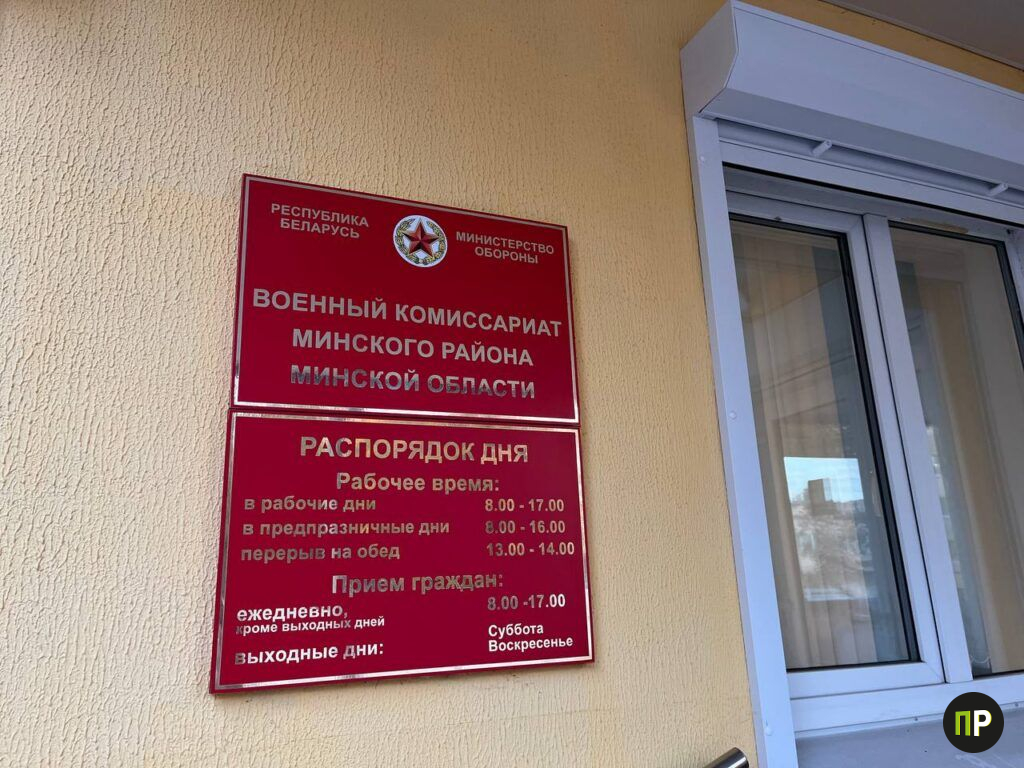 РЕСПУБЛИКА
БЕЛАРУСЬ
МИНИСТЕРСТВО
ОБОРОНЫ
ВОЕННЫЙ КОМИССАРИАТ
МИНСКОГО РАЙОНА
МИНСКОЙ ОБЛАСТИ
РАСПОРЯДОК ДНЯ
Рабочее время:
в рабочие дни 8.00 - 17.00
в предпразничные дни 8.00 - 16.00
перерыв на обед 13.00 - 14.00
Прием граждан:
ежедневно, 8.00 -17.00
кроме выходных дней
выходные дни: Суббота
Воскресенье
ПР